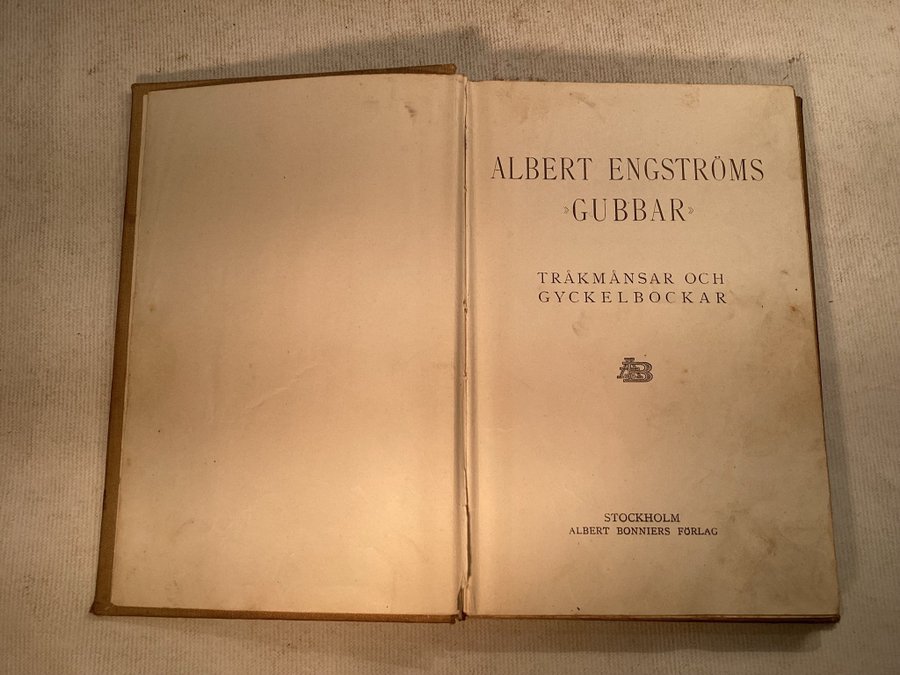 ALBERT ENGSTRÖMS
»GUBBAR»
TRÅKMÅNSAR OCH
GYCKELBOCKAR
AB
STOCKHOLM
ALBERT BONNIERS FÖRLAG